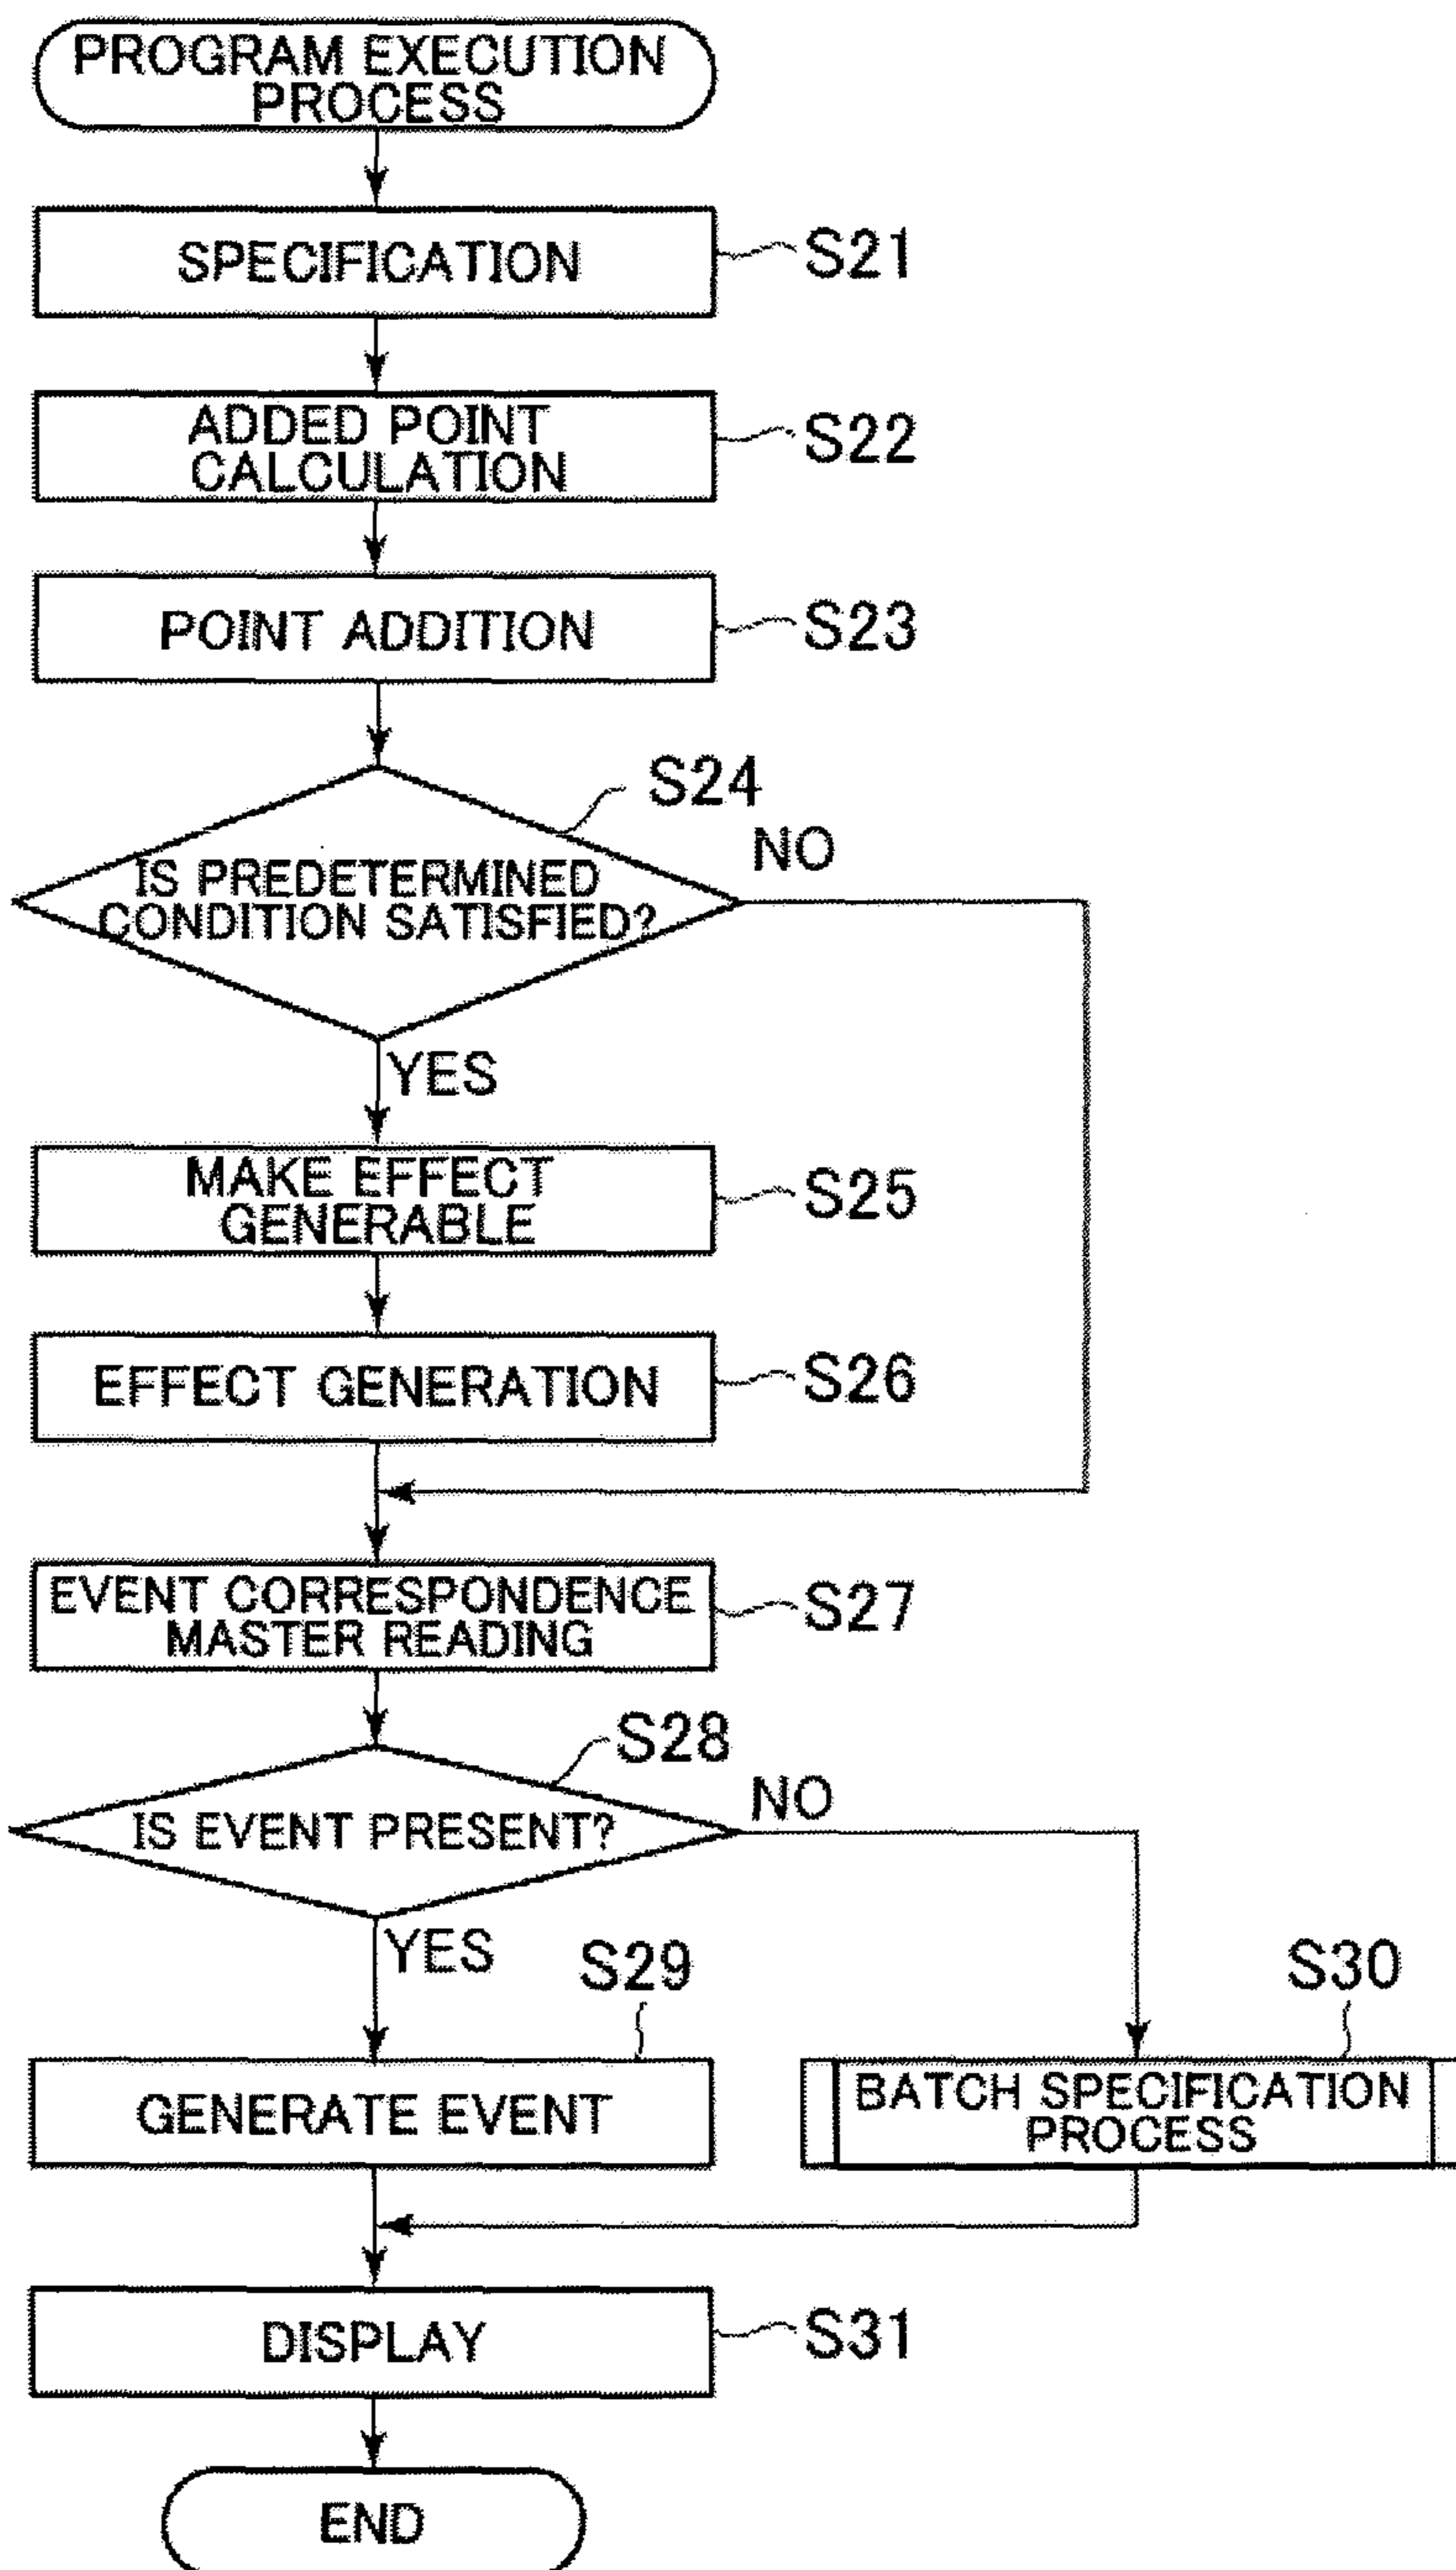 PROGRAM EXECUTION
PROCESS
SPECIFICATION
S21
ADDED POINT
CALCULATION
S22
POINT ADDITION
S23
S24
IS PREDETERMINED
CONDITION SATISFIED?
NO
YES
MAKE EFFECT
GENERABLE
S25
EFFECT GENERATION
S26
EVENT CORRESPONDENCE
MASTER READING
S27
S28
IS EVENT PRESENT?
NO
YES
S29
S30
GENERATE EVENT
BATCH SPECIFICATION
PROCESS
DISPLAY
S31
END